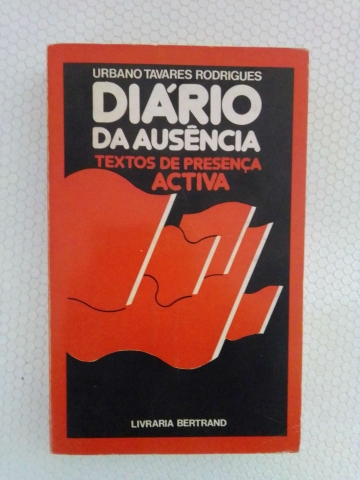 URBANO TAVARES RODRIGUES
DIÁRIO
DA AUSÊNCIA
TEXTOS DE PRESENÇA
ACTIVA
LIVRARIA BERTRAND